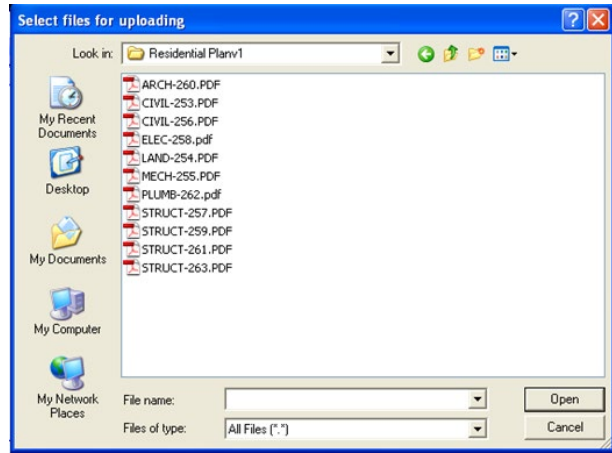 Select files for uploading
Look in: Residential Planv1
My Recent
Documents
Desktop
My Documents
My Computer
My Network
Places
ARCH-260.PDF
CIVIL-253.PDF
CIVIL-256.PDF
ELEC-258.pdf
LAND-254.PDF
MECH-255.PDF
PLUMB-262.pdf
STRUCT-257.PDF
STRUCT-259.PDF
STRUCT-261.PDF
STRUCT-263.PDF
File name:
Open
Files of type: All Files (*.*)
Cancel